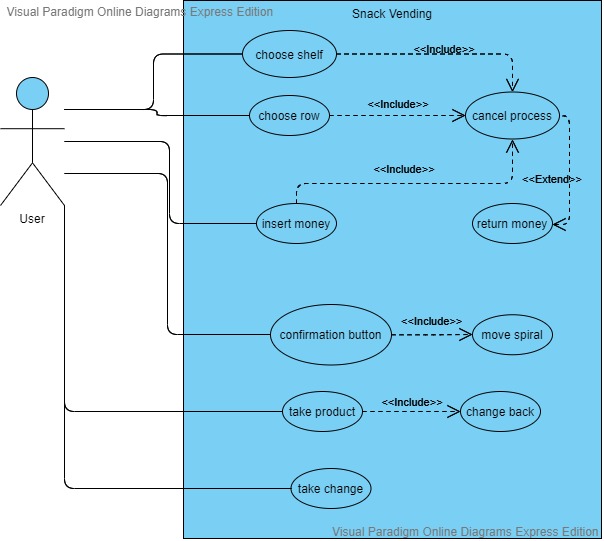 Visual Paradigm Online Diagrams Express Edition
Snack Vending
choose shelf
<<Include>>
choose row
<<Include>>
cancel process
<<Include>>
<<Extend>>
User
insert money
return money
confirmation button
<<Include>>
move spiral
take product
<<Include>>
change back
take change
Visual Paradigm Online Diagrams Express Edition